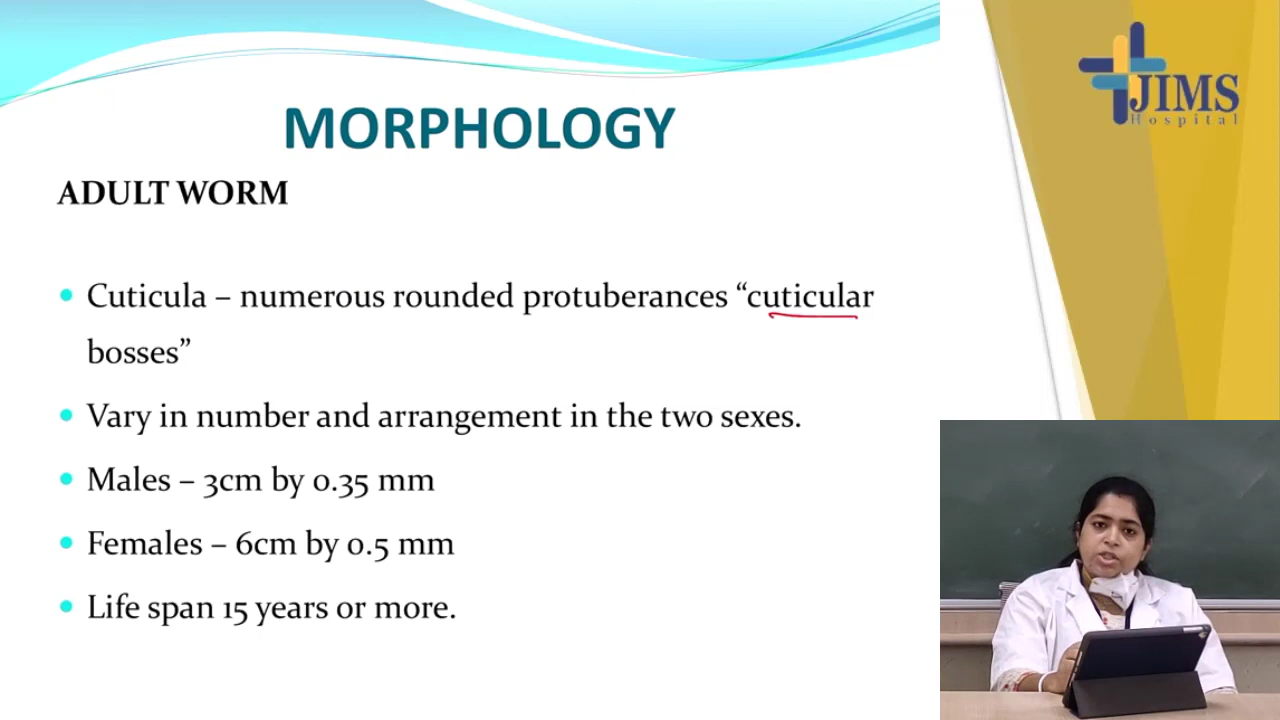 MORPHOLOGY
JIMS
Hospital
ADULT WORM
• Cuticula – numerous rounded protuberances “cuticular
bosses”
• Vary in number and arrangement in the two sexes.
• Males – 3cm by 0.35 mm
• Females – 6cm by 0.5 mm
• Life span 15 years or more.